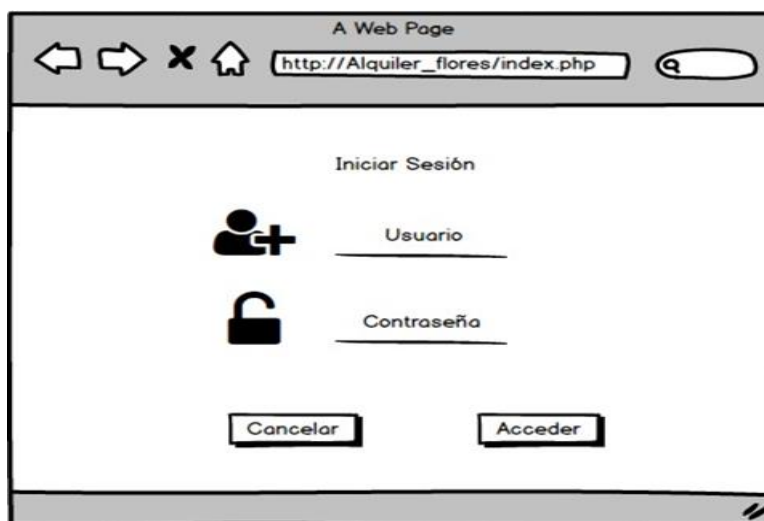 A Web Page
http://Alquiler_flores/index.php
Iniciar Sesión
Usuario
Contraseña
Cancelar
Acceder